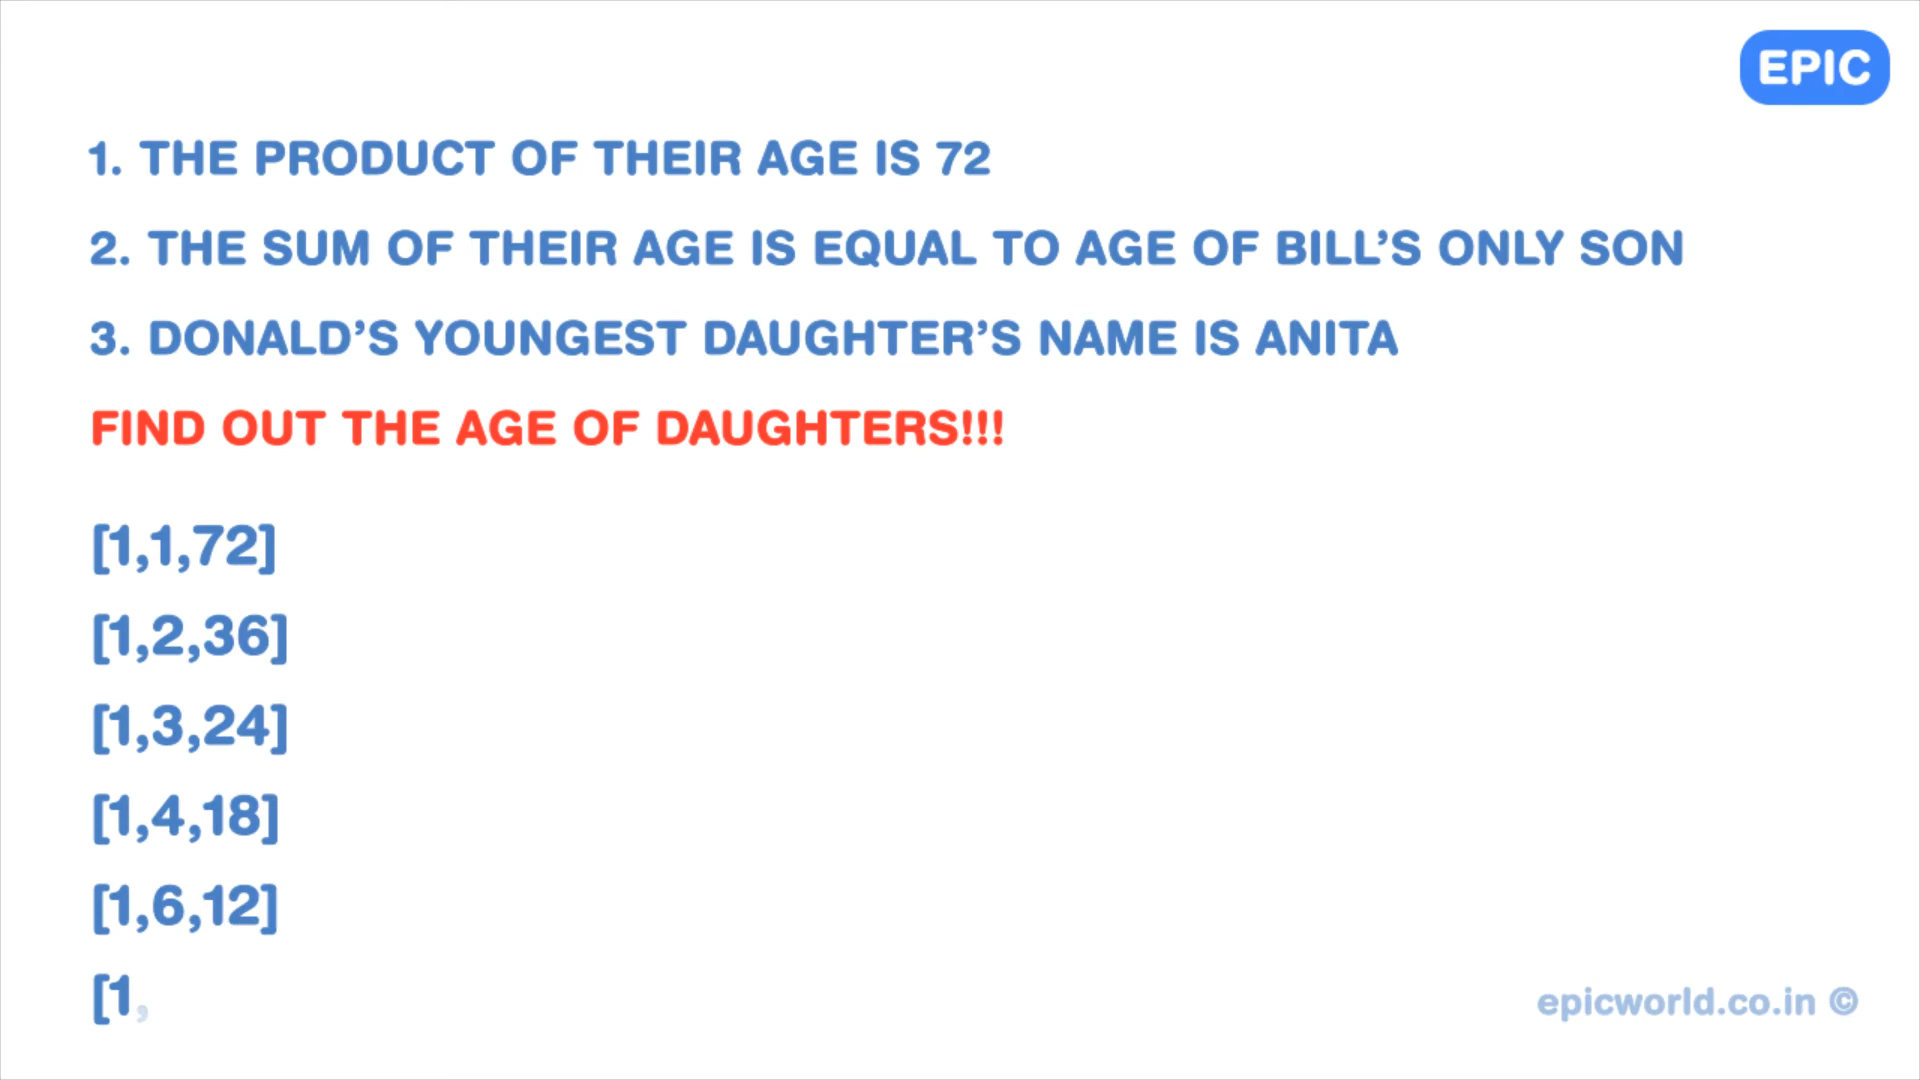 EPIC
1. THE PRODUCT OF THEIR AGE IS 72
2. THE SUM OF THEIR AGE IS EQUAL TO AGE OF BILL’S ONLY SON
3. DONALD’S YOUNGEST DAUGHTER’S NAME IS ANITA
FIND OUT THE AGE OF DAUGHTERS!!!
[1,1,72]
[1,2,36]
[1,3,24]
[1,4,18]
[1,6,12]
[1,
epicworld.co.in ©